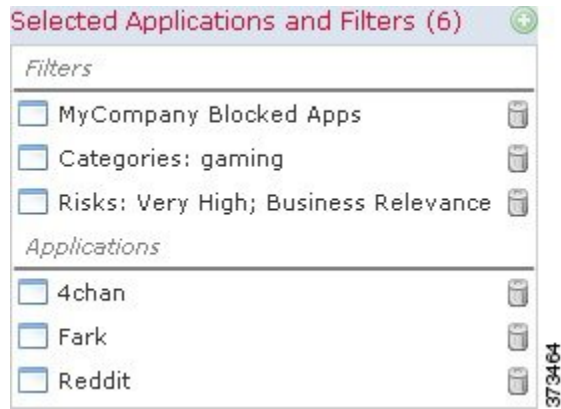 Selected Applications and Filters (6)
Filters
MyCompany Blocked Apps
Categories: gaming
Risks: Very High; Business Relevance
Applications
4chan
Fark
Reddit
373464